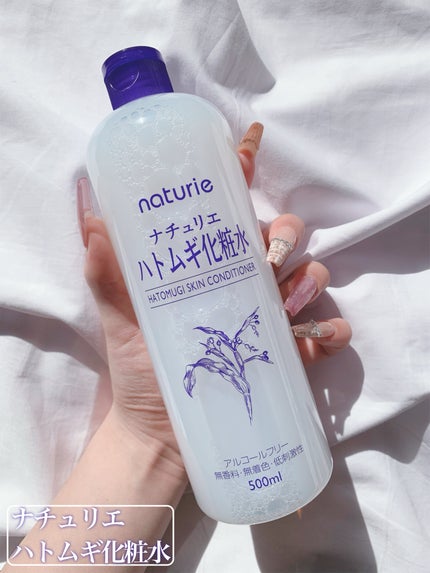 naturie
ナチュリエ
ハトムギ化粧水
HATOMUGI SKIN CONDITIONER
アルコールフリー
無香料・無着色・低刺激性
500ml
ナチュリエ
ハトムギ化粧水